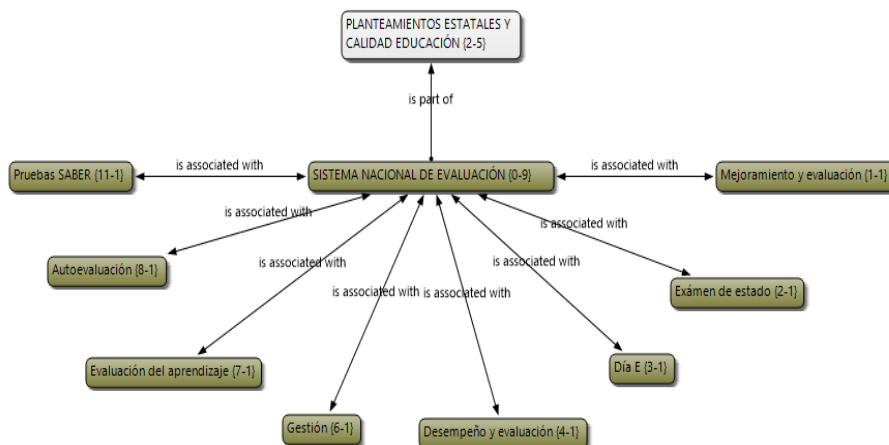 PLANTEAMIENTOS ESTATALES Y
CALIDAD EDUCACIÓN {2-5}
is part of
Pruebas SABER {11-1}
is associated with
SISTEMA NACIONAL DE EVALUACIÓN {0-9}
is associated with
Mejoramiento y evaluación {1-1}
is associated with
is associated with
Autoevaluación {8-1}
is associated with
is associated with
Exámen de estado {2-1}
is associated with
is associated with
Evaluación del aprendizaje {7-1}
Día E {3-1}
Gestión {6-1}
Desempeño y evaluación {4-1}